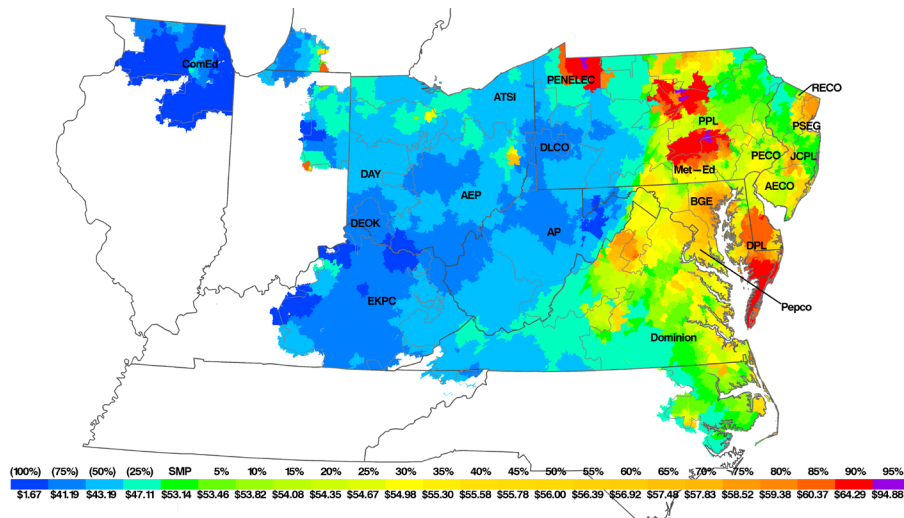 ComEd
RECO
PENELEC
ATSI
PPL
PSEG
DLCO
PECO
JCPL
Met-Ed
DAY
AECO
AEP
BGE
DEOK
AP
DPL
EKPC
Pepco
Dominion
(100%) (75%) (50%) (25%) SMP 5% 10% 15% 20% 25% 30% 35% 40% 45% 50% 55% 60% 65% 70% 75% 80% 85% 90% 95%
$1.67 $41.19 $43.19 $47.11 $53.14 $53.46 $53.82 $54.08 $54.35 $54.67 $54.98 $55.30 $55.58 $55.78 $56.00 $56.39 $56.92 $57.48 $57.83 $58.52 $59.38 $60.37 $64.29 $94.88